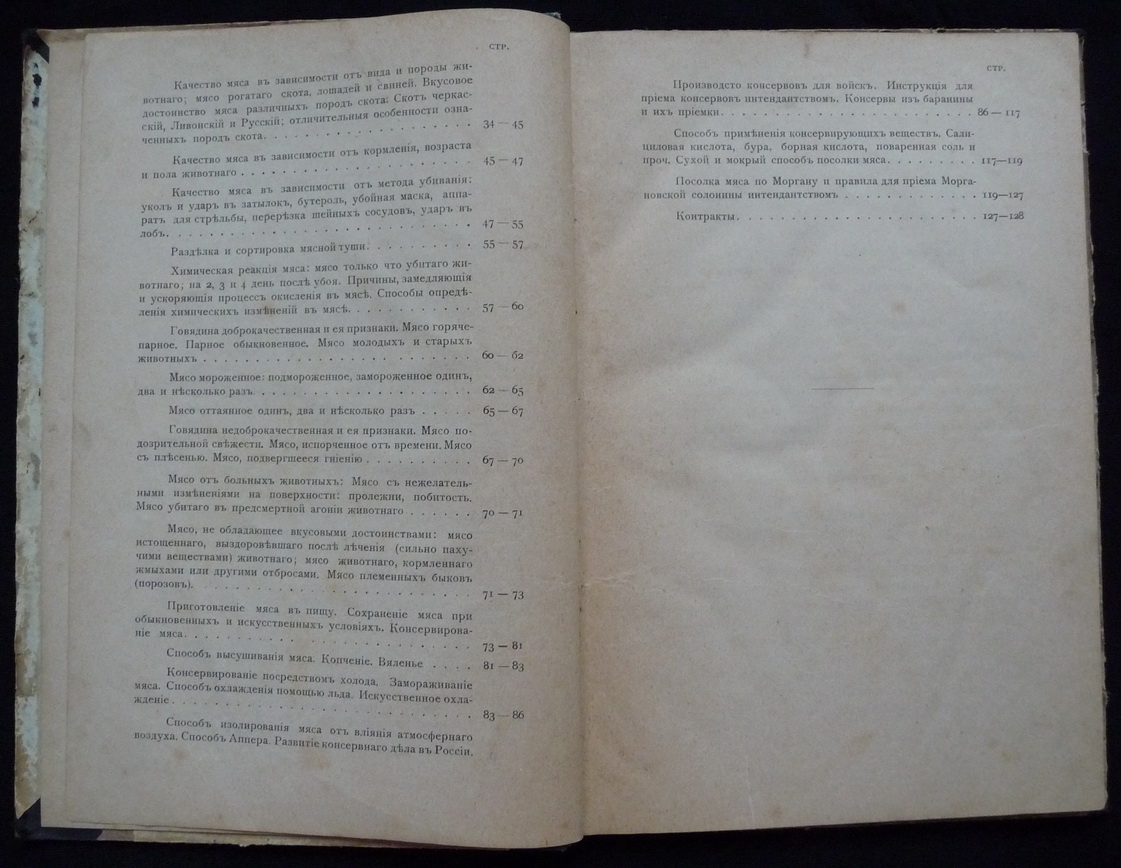 СТР.
Качество мяса въ зависимости отъ вида и породы жи-
вотнаго; мясо рогатаго скота, лошадей и свиней. Вкусовое
достоинство мяса различныхъ породъ скота: Скотъ черкас-
скій, Ливонскій и Русскій; отличительныя особенности озна-
ченныхъ породъ скота. . . . . . . . . . . . . . 34 — 45
Качество мяса въ зависимости отъ кормленія, возраста
и пола животнаго . . . . . . . . . . . . . . 45 — 47
Качество мяса въ зависимости отъ метода убиванія:
уколъ и ударъ въ затылокъ, бутероль, убойная маска, аппа-
ратъ для стрѣльбы, перерѣзка шейныхъ сосудовъ, ударъ въ
лобъ. . . . . . . . . . . . . . . . . . . 47 — 55
Раздѣлка и сортировка мясной туши. . . . . . . . . 55 — 57
Химическая реакція мяса: мясо только что убитаго жи-
вотнаго; на 2, 3 и 4 день послѣ убоя. Причины, замедляющія
и ускоряющія процессъ окисленія въ мясѣ. Способы опредѣ-
ленія химическихъ измѣненій въ мясѣ. . . . . . . . . . 57 — 60
Говядина доброкачественная и ея признаки. Мясо горяче-
парное. Парное обыкновенное. Мясо молодыхъ и старыхъ
животныхъ . . . . . . . . . . . . . . . . . . 60 — 62
Мясо мороженное: подмороженное, замороженное одинъ,
два и нѣсколько разъ. . . . . . . . . . . . . . . 62 — 65
Мясо оттаянное одинъ, два и нѣсколько разъ . . . . . 65 — 67
Говядина недоброкачественная и ея признаки. Мясо по-
дозрительной свѣжести. Мясо, испорченное отъ времени. Мясо
съ плѣсенью. Мясо, подвергшееся гніенію . . . . . . . . . 67 — 70
Мясо отъ больныхъ животныхъ: Мясо съ нежелатель-
ными измѣненіями на поверхности: пролежни, побитость.
Мясо убитаго въ предсмертной агоніи животнаго . . . . . . 70 — 71
Мясо, не обладающее вкусовыми достоинствами: мясо
истощеннаго, выздоровѣвшаго послѣ лѣченія (сильно паху-
чими веществами) животнаго; мясо животнаго, кормленнаго
жмыхами или другими отбросами. Мясо племенныхъ быковъ
(порозовъ). . . . . . . . . . . . . . . . . . 71 — 73
Приготовленіе мяса въ пищу. Сохраненіе мяса при
обыкновенныхъ и искусственныхъ условіяхъ. Консервирова-
ніе мяса. . . . . . . . . . . . . . . . . . 73 — 81
Способъ высушиванія мяса. Копченіе. Вяленье . . . . 81 — 83
Консервированіе посредствомъ холода. Замораживаніе
мяса. Способъ охлажденія помощью льда. Искусственное охла-
жденіе . . . . . . . . . . . . . . . . . . . 83 — 86
Способъ изолированія мяса отъ вліянія атмосфернаго
воздуха. Способъ Аппера. Развитіе консервнаго дѣла въ Россіи.
СТР.
Производсто консервовъ для войскъ. Инструкція для
пріема консервовъ интендантствомъ. Консервы изъ баранины
и ихъ пріемки. . . . . . . . . . . . . . . . . . . 86 — 117
Способъ примѣненія консервирующихъ веществъ. Сали-
циловая кислота, бура, борная кислота, поваренная соль и
проч. Сухой и мокрый способъ посолки мяса. . . . . . . . 117—119
Посолка мяса по Моргану и правила для пріема Морга-
новской солонины интендантствомъ . . . . . . . . . . . 119—127
Контракты. . . . . . . . . . . . . . . . . . . . 127—128